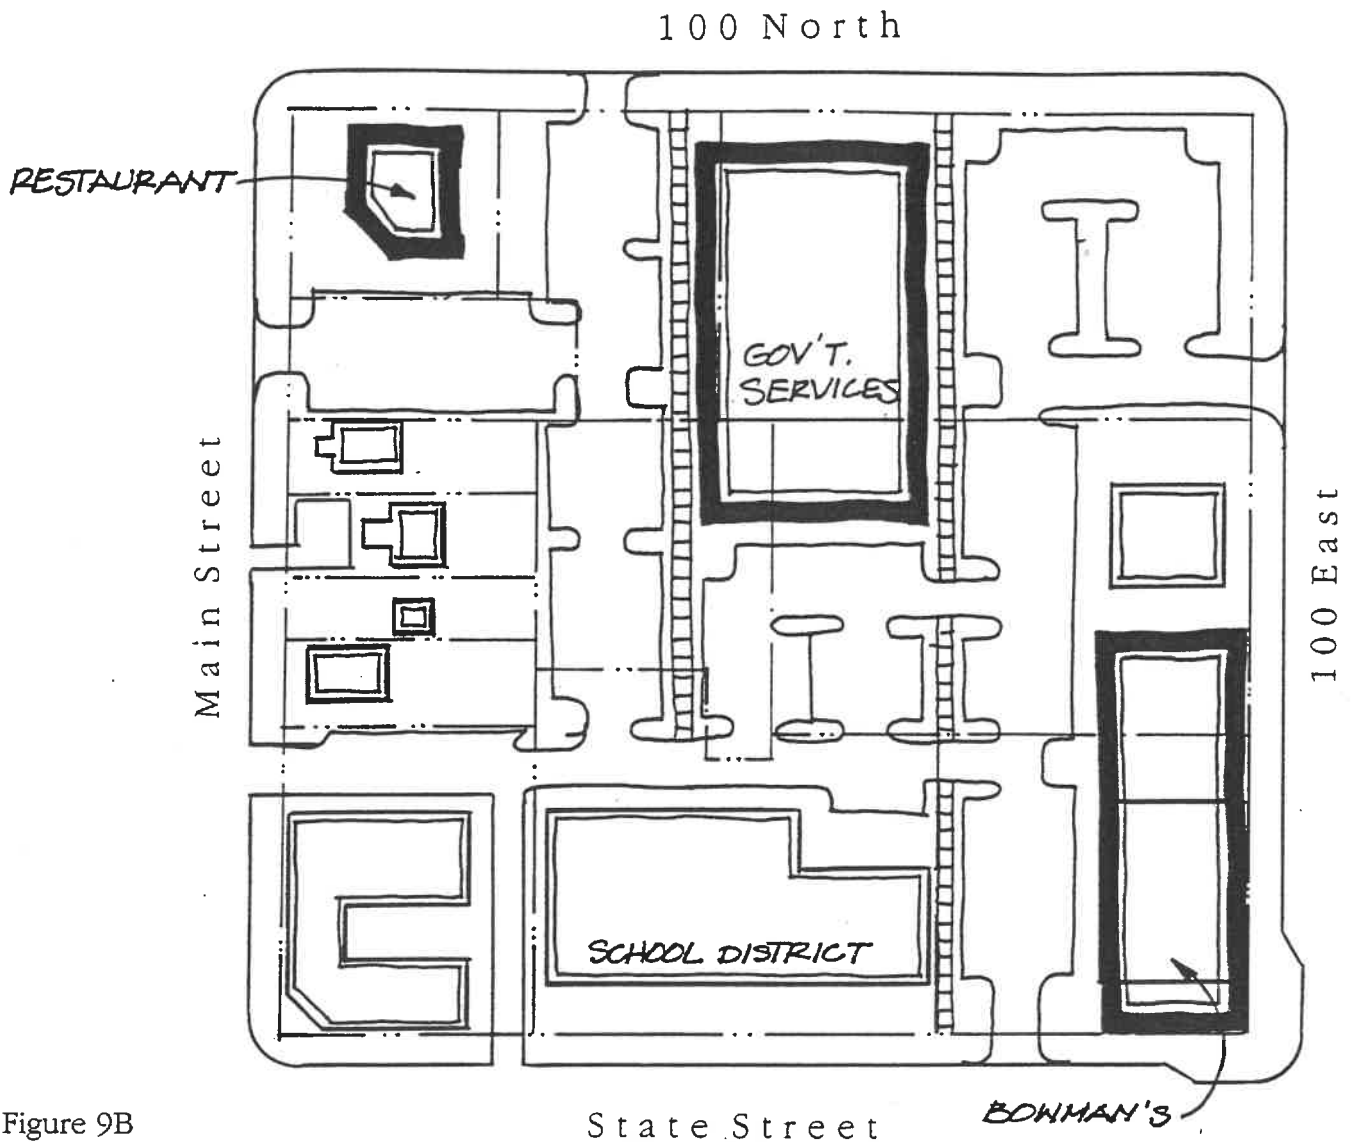 100 North
RESTAURANT
GOV'T.
SERVICES
Main Street
100 East
SCHOOL DISTRICT
BOWMAN'S
Figure 9B
State Street